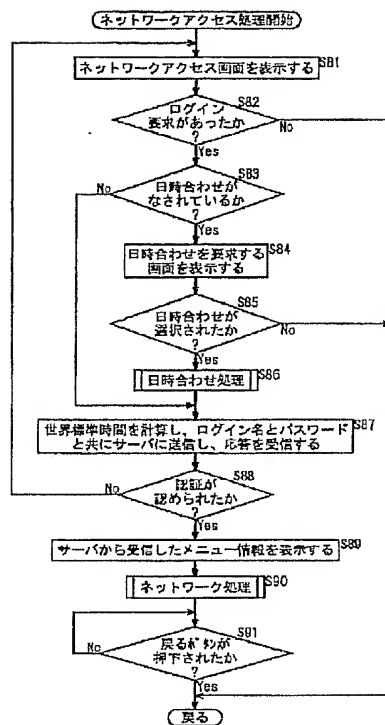 ネットワークアクセス処理開始
ネットワークアクセス画面を表示する S81
ログイン S82
要求があったか No
?
Yes
No 日時合わせが S83
なされているか
?
Yes
日時合わせを要求する S84
画面を表示する
日時合わせが S85
選択されたか No
?
Yes
日時合わせ処理 S86
世界標準時間を計算し、ログイン名とパスワード S87
と共にサーバに送信し、応答を受信する
認証が S88
No 認められたか
?
Yes
サーバから受信したメニュー情報を表示する S89
ネットワーク処理 S90
戻るボタンが S91
No 押下されたか
?
Yes
戻る